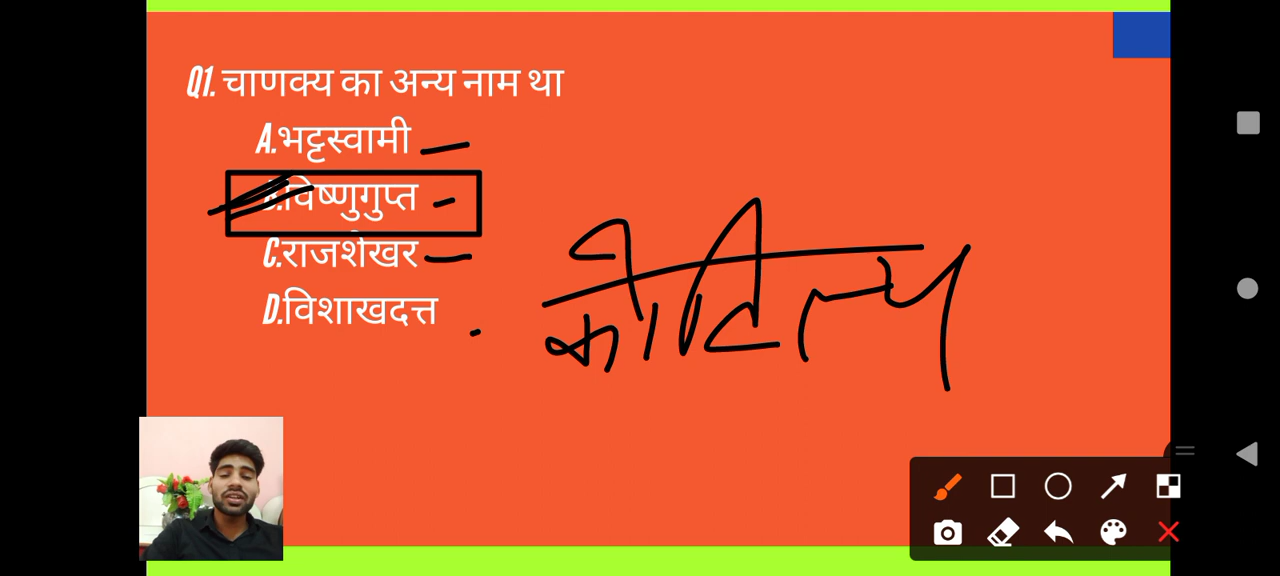 Q1. चाणक्य का अन्य नाम था
A.भट्टस्वामी
B.विष्णुगुप्त
C.राजशेखर
D.विशाखदत्त
कौटिल्य